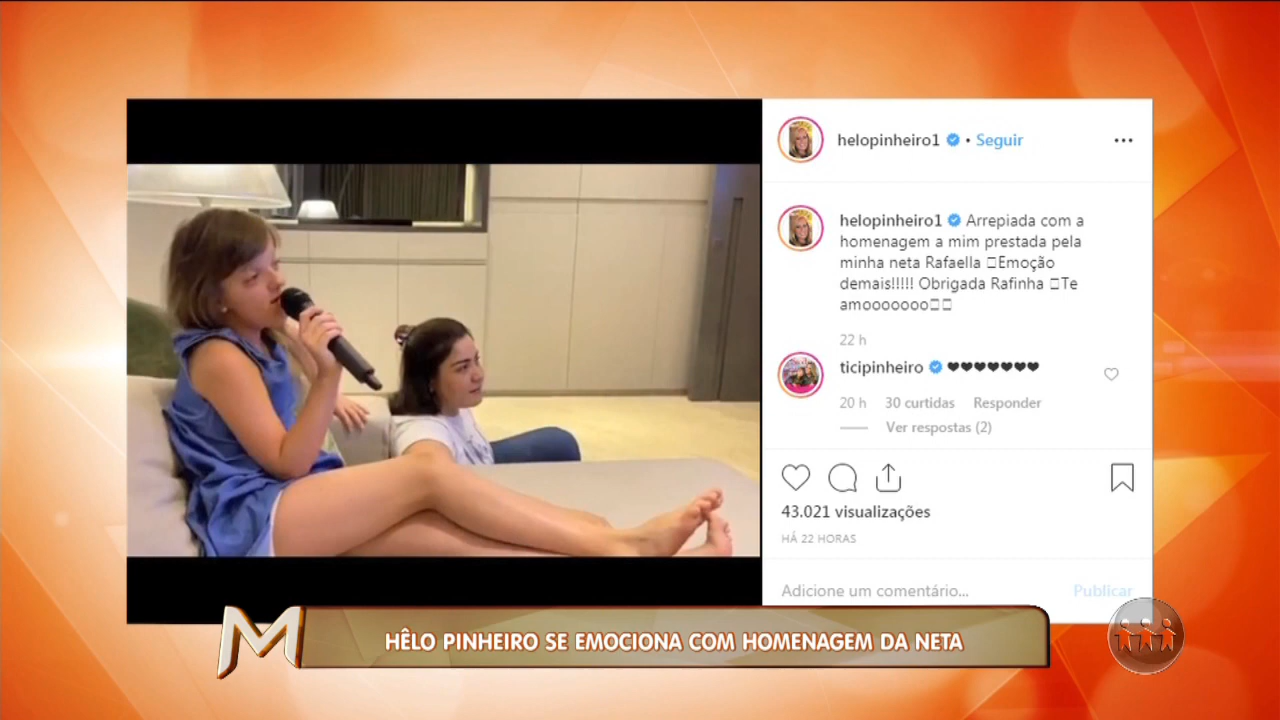 helopinheiro1 • Seguir
helopinheiro1 Arrepiada com a
homenagem a mim prestada pela
minha neta Rafaella Emoção
demais!!!!! Obrigada Rafinha Te
amooooooo
22 h
ticipinheiro ❤❤❤❤❤❤❤
20 h 30 curtidas Responder
Ver respostas (2)
43.021 visualizações
HÁ 22 HORAS
Adicione um comentário... Publicar
M
HÊLO PINHEIRO SE EMOCIONA COM HOMENAGEM DA NETA